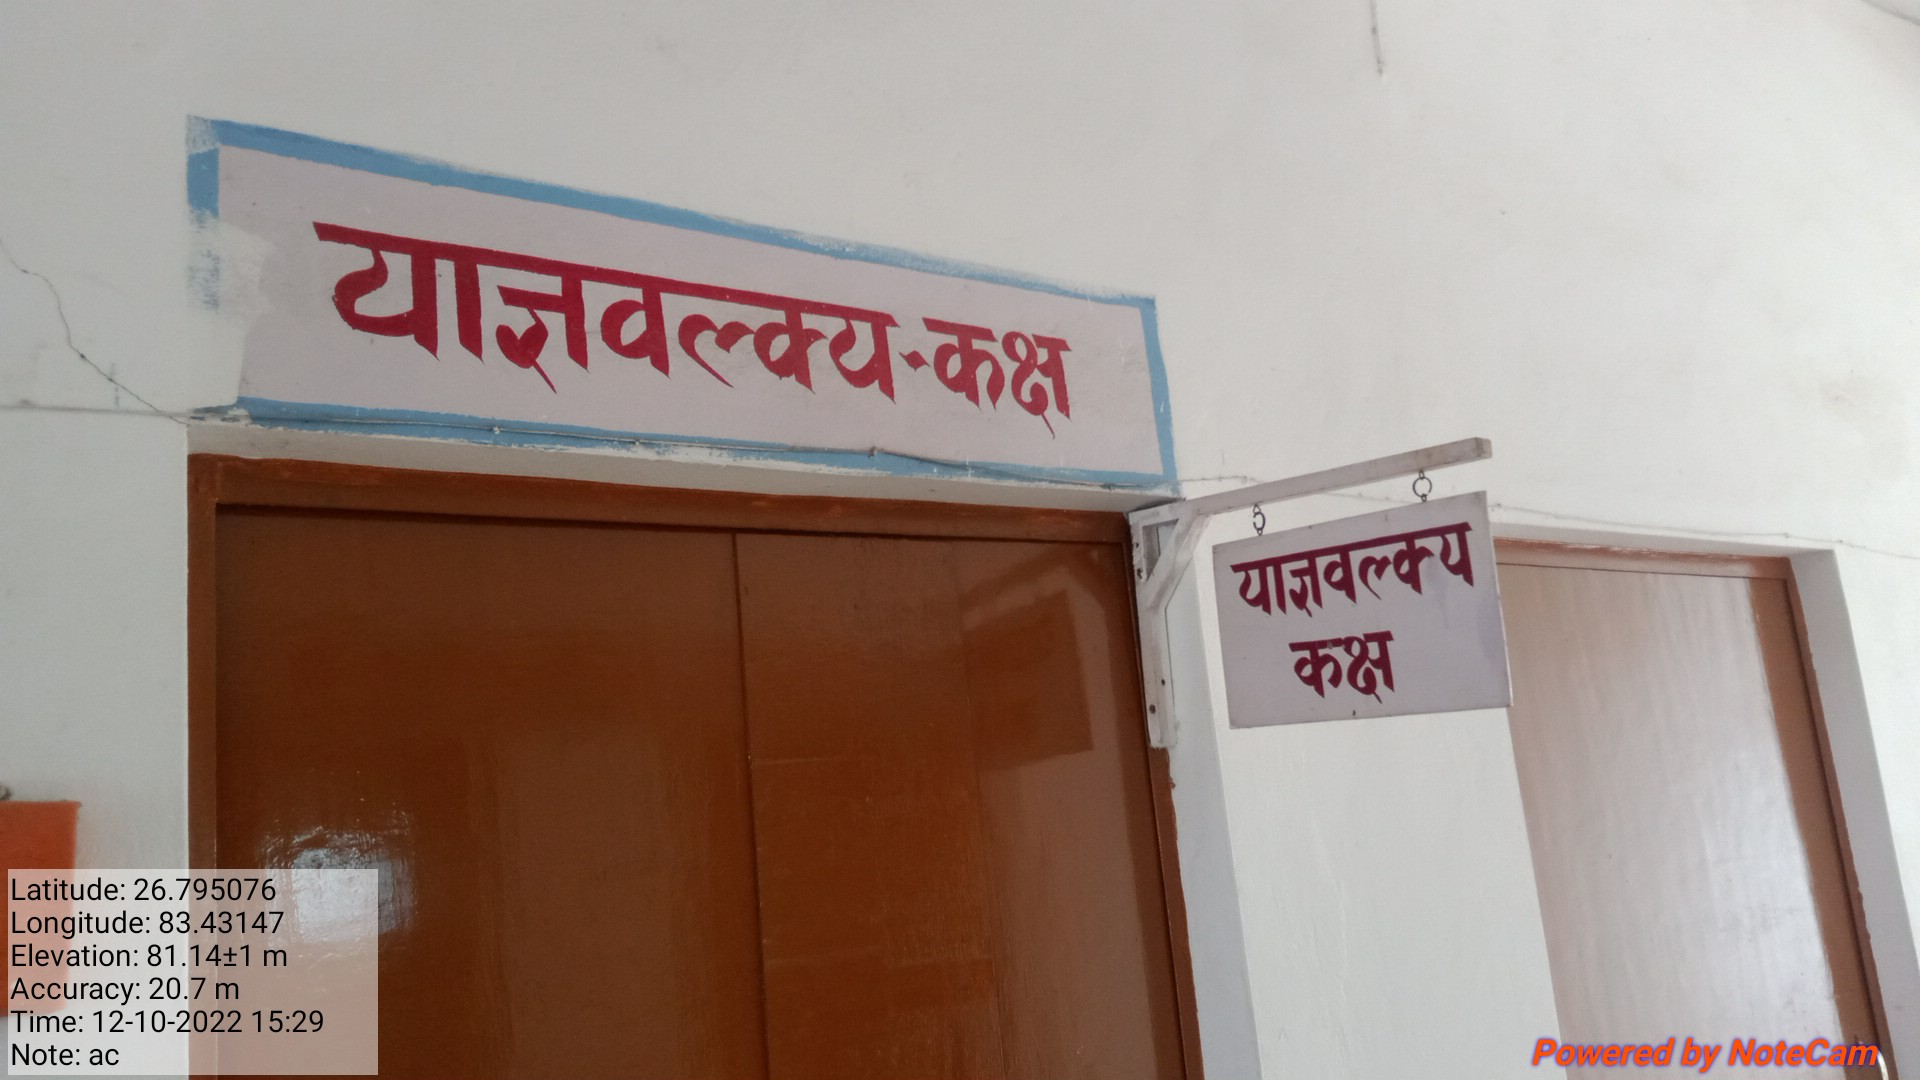 याज्ञवल्क्य-कक्ष
याज्ञवल्क्य
कक्ष
Latitude: 26.795076
Longitude: 83.43147
Elevation: 81.14±1 m
Accuracy: 20.7 m
Time: 12-10-2022 15:29
Note: ac
Powered by NoteCam